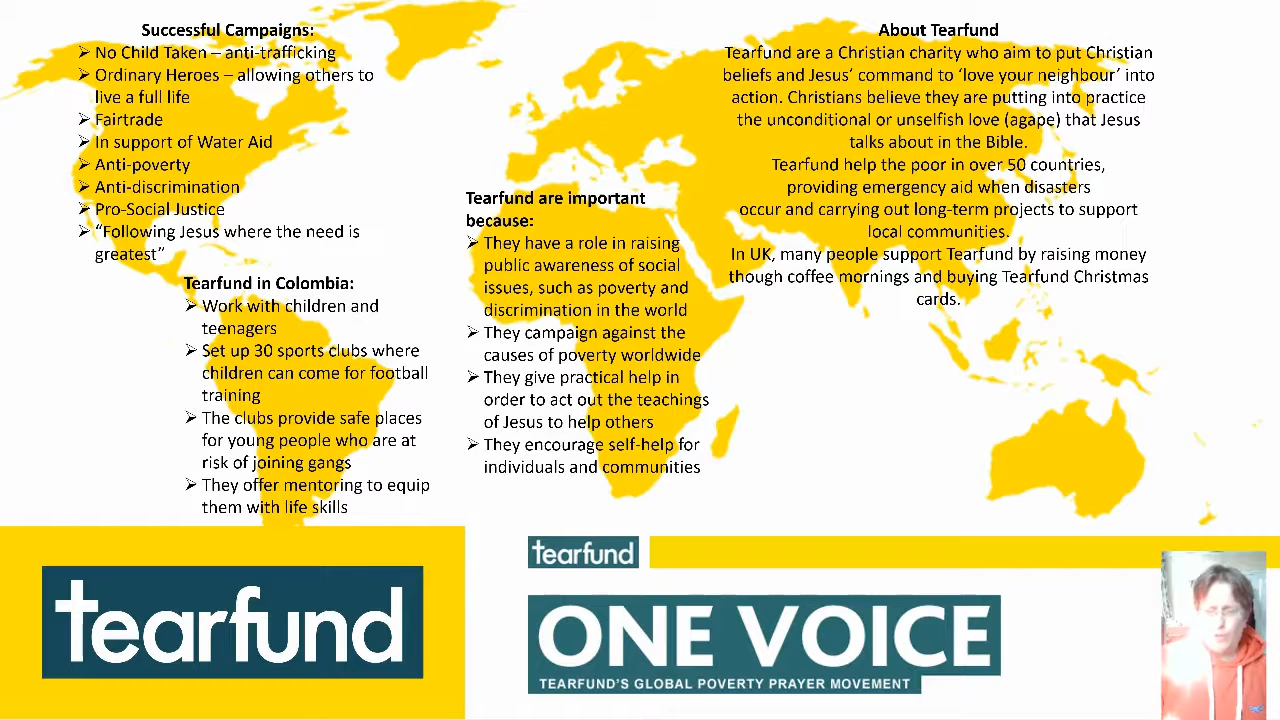 Successful Campaigns:
➢ No Child Taken – anti-trafficking
➢ Ordinary Heroes – allowing others to
live a full life
➢ Fairtrade
➢ In support of Water Aid
➢ Anti-poverty
➢ Anti-discrimination
➢ Pro-Social Justice
➢ “Following Jesus where the need is
greatest”
Tearfund in Colombia:
➢ Work with children and
teenagers
➢ Set up 30 sports clubs where
children can come for football
training
➢ The clubs provide safe places
for young people who are at
risk of joining gangs
➢ They offer mentoring to equip
them with life skills
Tearfund are important
because:
➢ They have a role in raising
public awareness of social
issues, such as poverty and
discrimination in the world
➢ They campaign against the
causes of poverty worldwide
➢ They give practical help in
order to act out the teachings
of Jesus to help others
➢ They encourage self-help for
individuals and communities
About Tearfund
Tearfund are a Christian charity who aim to put Christian
beliefs and Jesus’ command to ‘love your neighbour’ into
action. Christians believe they are putting into practice
the unconditional or unselfish love (agape) that Jesus
talks about in the Bible.
Tearfund help the poor in over 50 countries,
providing emergency aid when disasters
occur and carrying out long-term projects to support
local communities.
In UK, many people support Tearfund by raising money
though coffee mornings and buying Tearfund Christmas
cards.
tearfund
tearfund
ONE VOICE
TEARFUND’S GLOBAL POVERTY PRAYER MOVEMENT